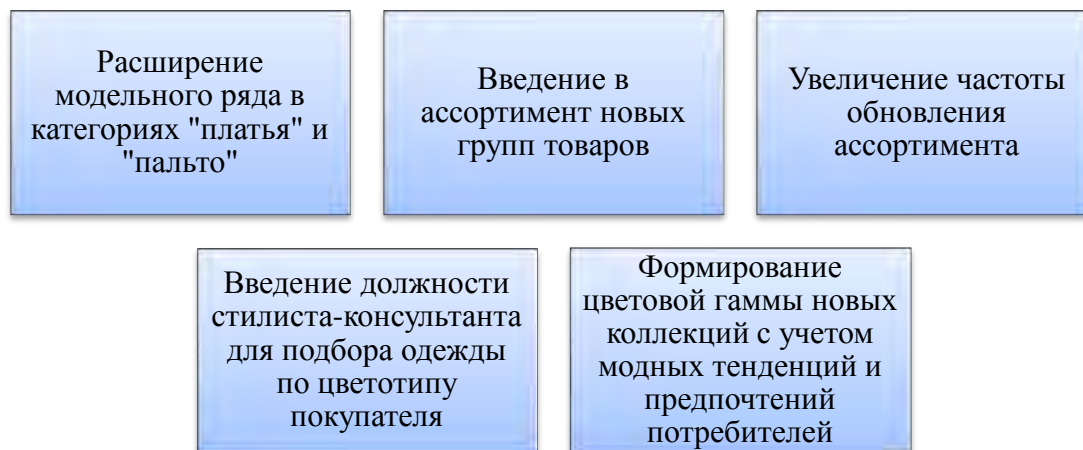 Расширение
модельного ряда в
категориях "платья" и
"пальто"
Введение в
ассортимент новых
групп товаров
Увеличение частоты
обновления
ассортимента
Введение должности
стилиста-консультанта
для подбора одежды
по цветотипу
покупателя
Формирование
цветовой гаммы новых
коллекций с учетом
модных тенденций и
предпочтений
потребителей